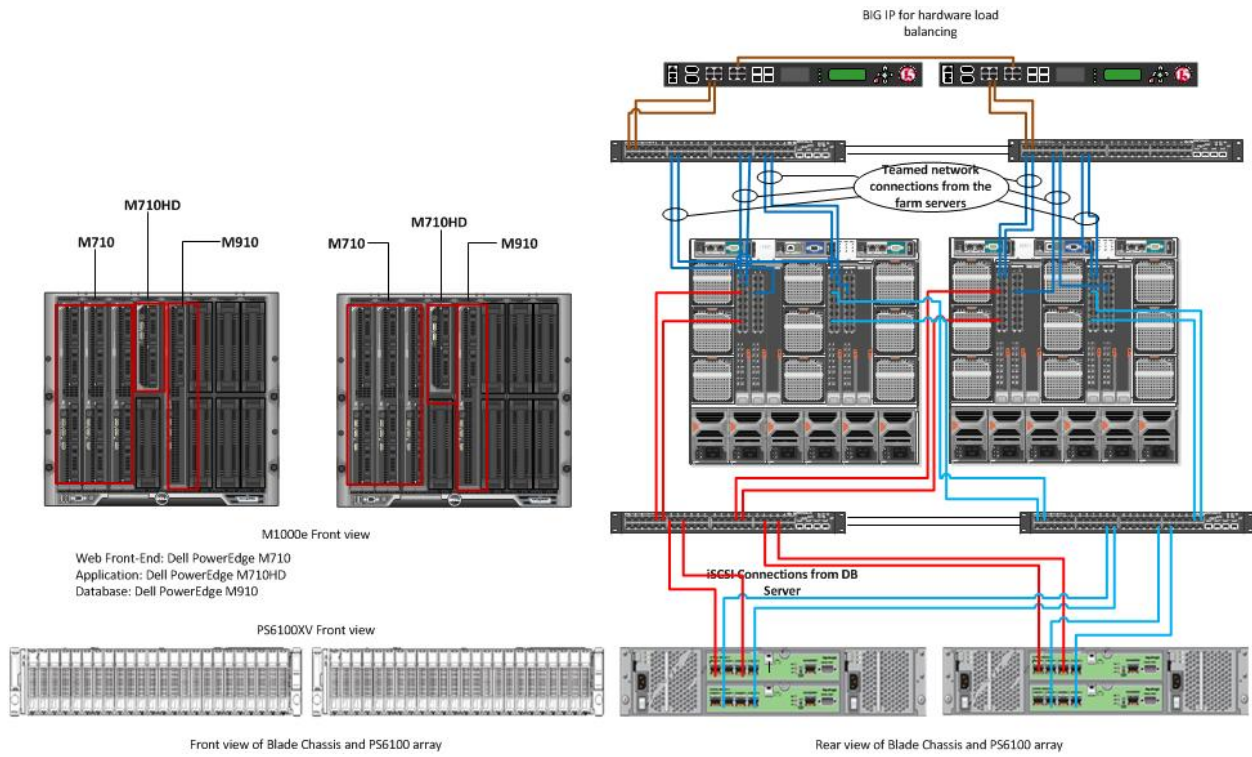 BIG IP for hardware load
balancing
Teamed network
connections from the
farm servers
M710HD
M710
M910
M710HD
M710
M910
M1000e Front view
Web Front-End: Dell PowerEdge M710
Application: Dell PowerEdge M710HD
Database: Dell PowerEdge M910
iSCSI Connections from DB
Server
PS6100XV Front view
Front view of Blade Chassis and PS6100 array
Rear view of Blade Chassis and PS6100 array